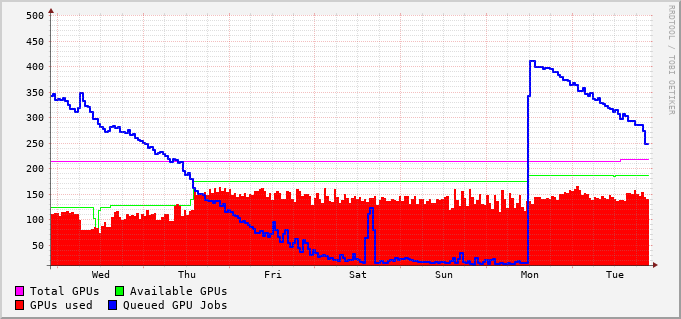 500
450
400
350
300
250
200
150
100
50
Wed Thu Fri Sat Sun Mon Tue
Total GPUs Available GPUs
GPUs used Queued GPU Jobs
RRDTOOL / TOBI OETIKER